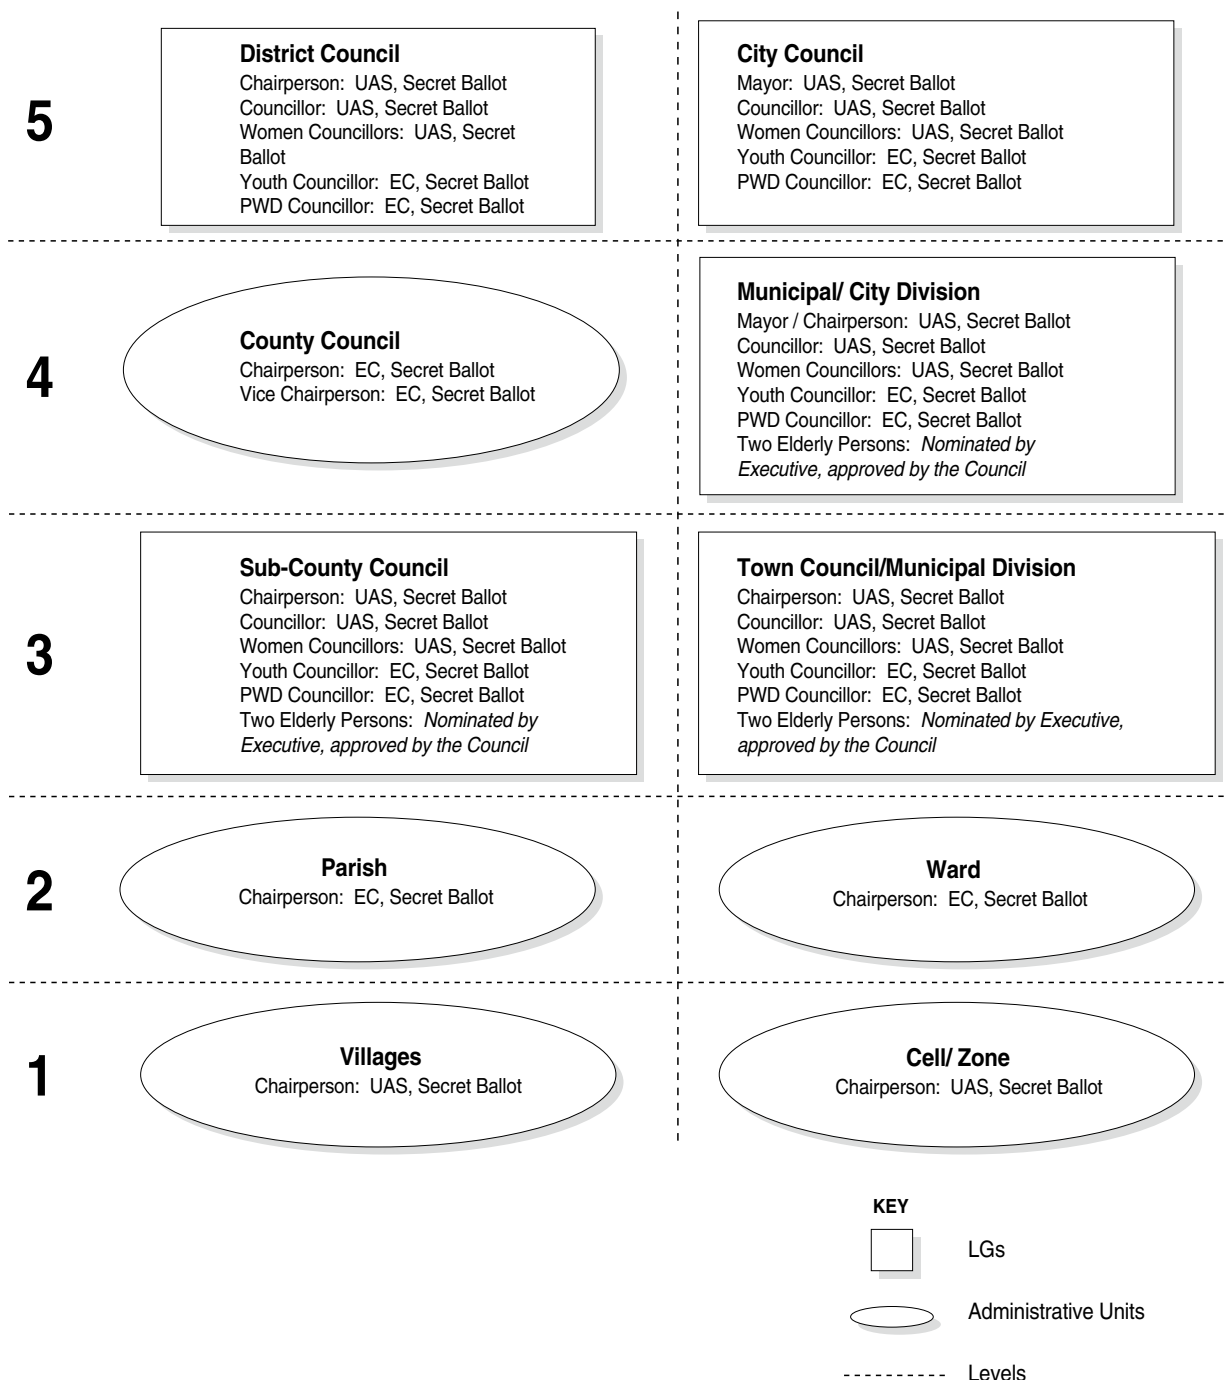 5
District Council
Chairperson: UAS, Secret Ballot
Councillor: UAS, Secret Ballot
Women Councillors: UAS, Secret
Ballot
Youth Councillor: EC, Secret Ballot
PWD Councillor: EC, Secret Ballot
City Council
Mayor: UAS, Secret Ballot
Councillor: UAS, Secret Ballot
Women Councillors: UAS, Secret Ballot
Youth Councillor: EC, Secret Ballot
PWD Councillor: EC, Secret Ballot
4
County Council
Chairperson: EC, Secret Ballot
Vice Chairperson: EC, Secret Ballot
Municipal/ City Division
Mayor / Chairperson: UAS, Secret Ballot
Councillor: UAS, Secret Ballot
Women Councillors: UAS, Secret Ballot
Youth Councillor: EC, Secret Ballot
PWD Councillor: EC, Secret Ballot
Two Elderly Persons: Nominated by
Executive, approved by the Council
3
Sub-County Council
Chairperson: UAS, Secret Ballot
Councillor: UAS, Secret Ballot
Women Councillors: UAS, Secret Ballot
Youth Councillor: EC, Secret Ballot
PWD Councillor: EC, Secret Ballot
Two Elderly Persons: Nominated by
Executive, approved by the Council
Town Council/Municipal Division
Chairperson: UAS, Secret Ballot
Councillor: UAS, Secret Ballot
Women Councillors: UAS, Secret Ballot
Youth Councillor: EC, Secret Ballot
PWD Councillor: EC, Secret Ballot
Two Elderly Persons: Nominated by Executive,
approved by the Council
2
Parish
Chairperson: EC, Secret Ballot
Ward
Chairperson: EC, Secret Ballot
1
Villages
Chairperson: UAS, Secret Ballot
Cell/ Zone
Chairperson: UAS, Secret Ballot
KEY
LGs
Administrative Units
Levels